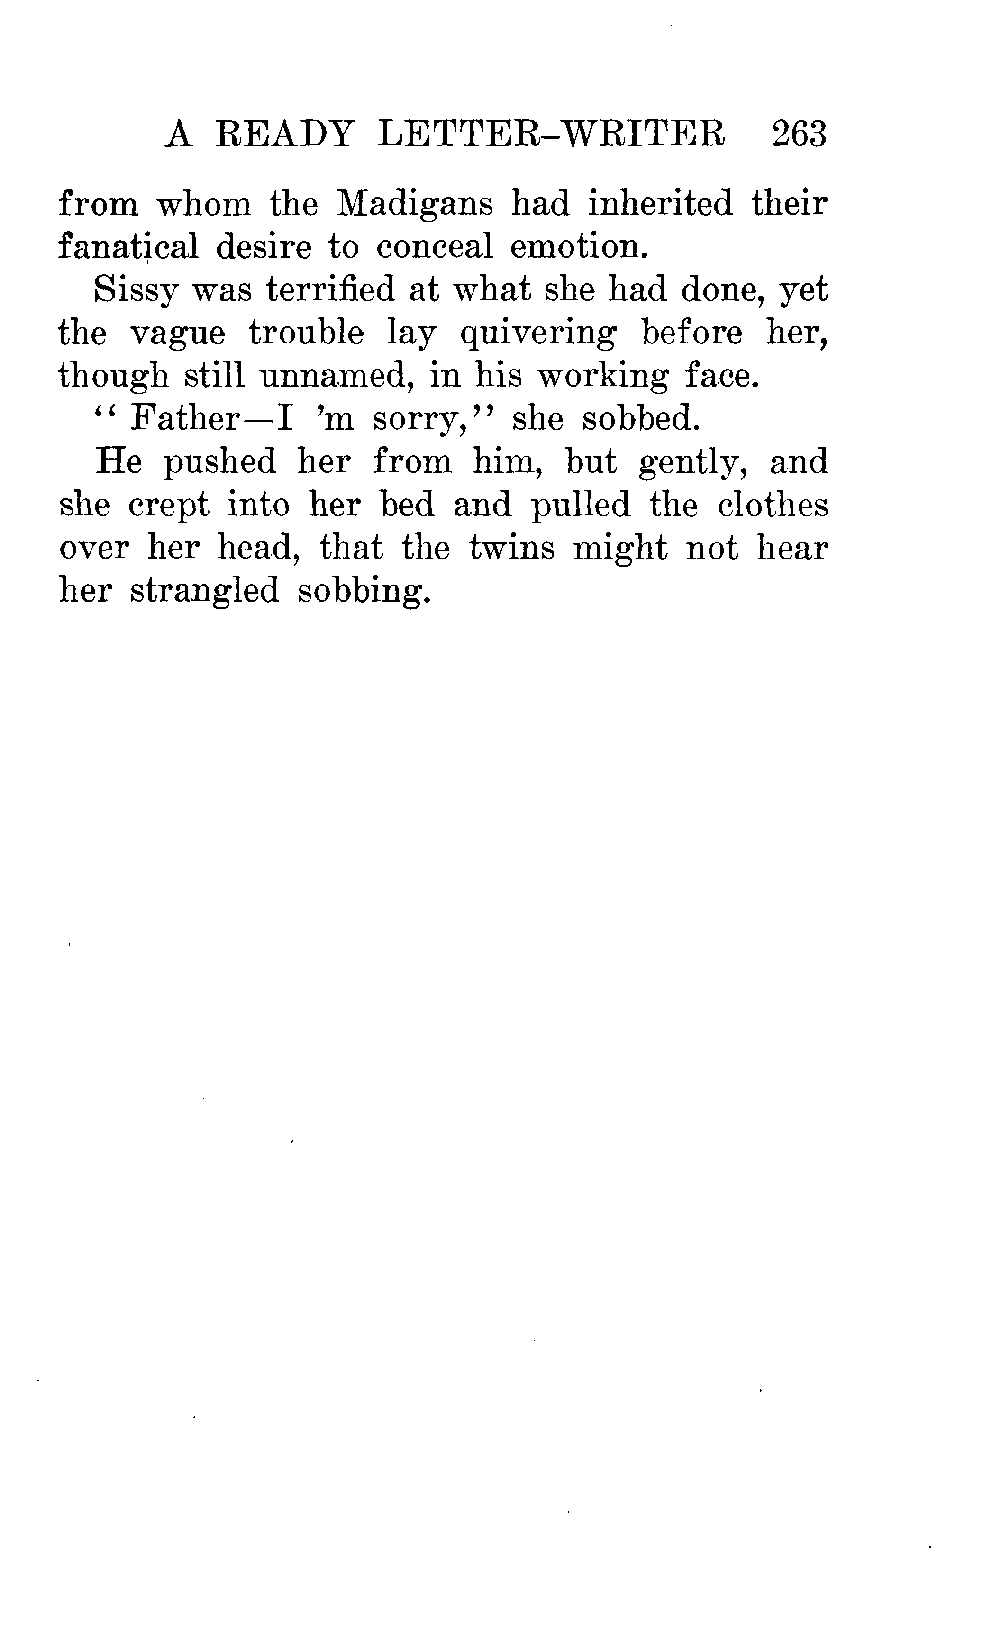 A READY LETTER-WRITER 263
from whom the Madigans had inherited their
fanatical desire to conceal emotion.
Sissy was terrified at what she had done, yet
the vague trouble lay quivering before her,
though still unnamed, in his working face.
“ Father—I ’m sorry,” she sobbed.
He pushed her from him, but gently, and
she crept into her bed and pulled the clothes
over her head, that the twins might not hear
her strangled sobbing.